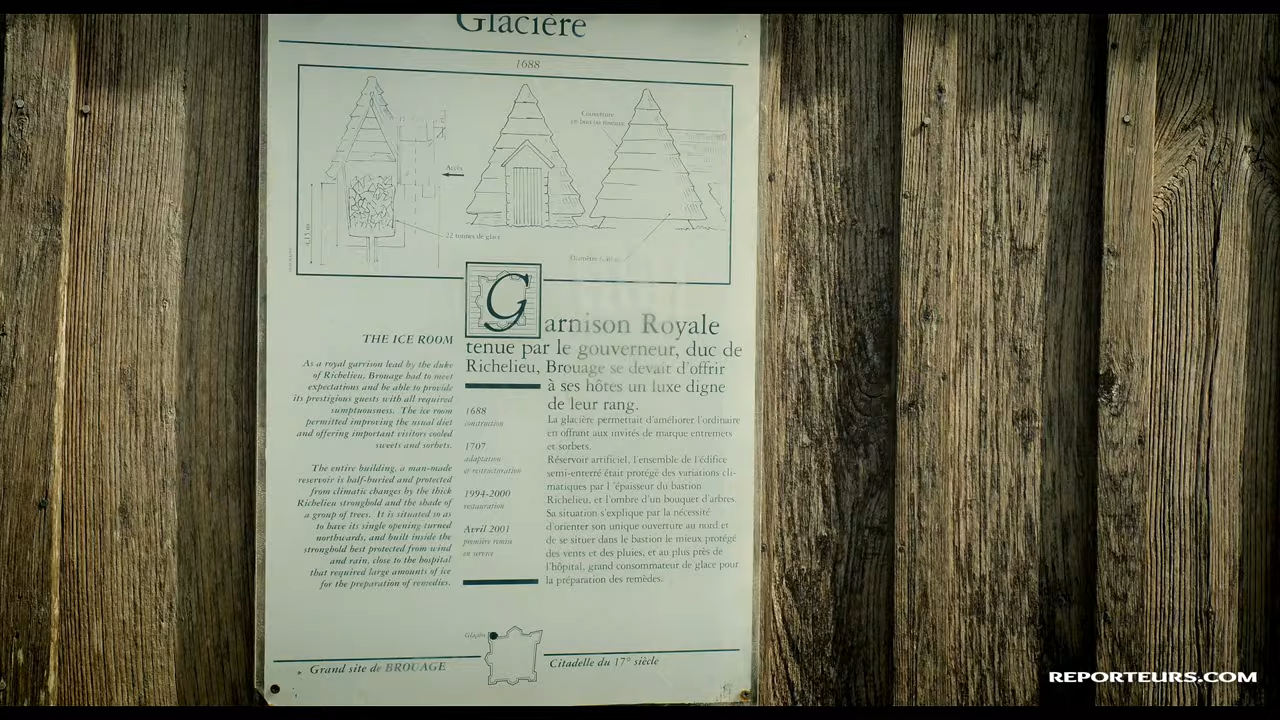 Glacière
1688
Couverture
en bois ou roseaux
Accès
22 tonnes de glace
THE ICE ROOM
As a royal garrison lead by the duke
of Richelieu, Brouage had to meet
expectations and be able to provide
its prestigious guests with all required
sumptuousness. The ice room
permitted improving the usual diet
and offering important visitors cooled
sweets and sorbets.
The entire building, a man-made
reservoir is half-buried and protected
from climatic changes by the thick
Richelieu stronghold and the shade of
a group of trees. It is situated so as
to have its single opening turned
northwards, and built inside the
stronghold best protected from wind
and rain, close to the hospital
that required large amounts of ice
for the preparation of remedies.
1688
construction
1707
adaptation
& restructuration
1994-2000
restauration
Avril 2001
première remise
en service
Garnison Royale
tenue par le gouverneur, duc de
Richelieu, Brouage se devait d'offrir
à ses hôtes un luxe digne
de leur rang.
La glacière permettait d'améliorer l'ordinaire
en offrant aux invités de marque entremets
et sorbets.
Réservoir artificiel, l'ensemble de l'édifice
semi-enterré était protégé des variations cli-
matiques par l'épaisseur du bastion
Richelieu, et l'ombre d'un bouquet d'arbres.
Sa situation s'explique par la nécessité
d'orienter son unique ouverture au nord et
de se situer dans le bastion le mieux protégé
des vents et des pluies, et au plus près de
l'hôpital, grand consommateur de glace pour
la préparation des remèdes.
Glacière
Grand site de BROUAGE
Citadelle du 17° siècle
REPORTEURS.COM